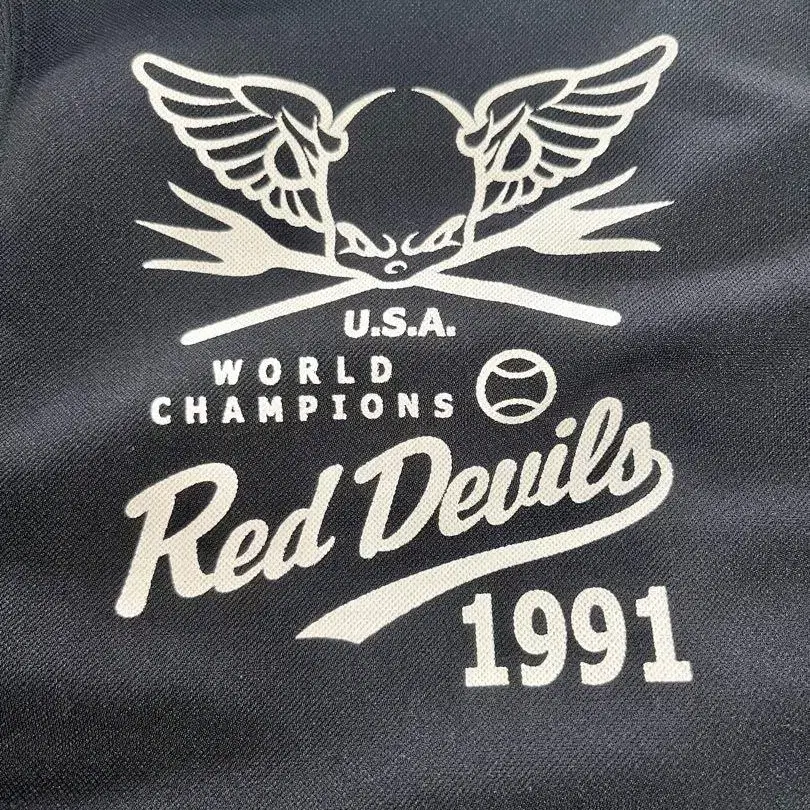 U.S.A.
WORLD
CHAMPIONS
Red Devils
1991